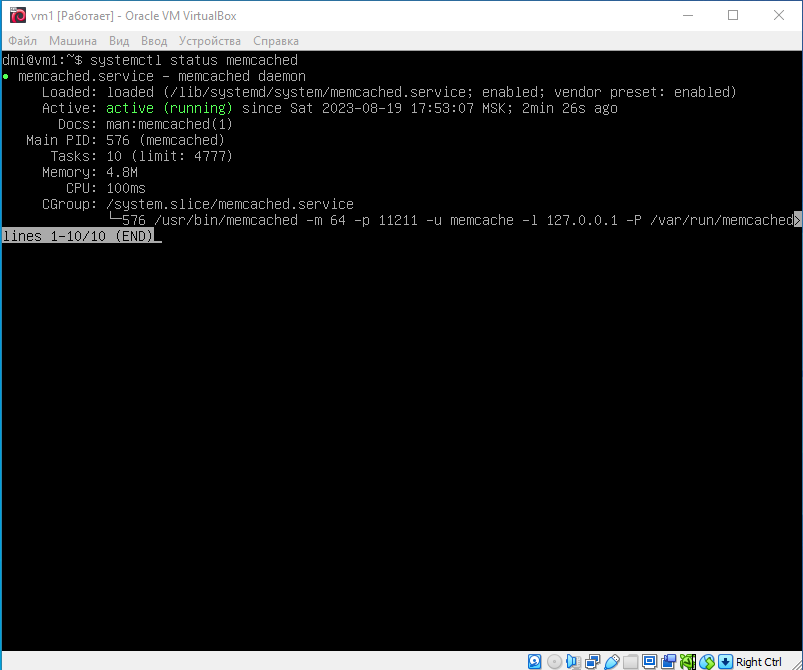 vm1 [Работает] - Oracle VM VirtualBox
Файл Машина Вид Ввод Устройства Справка
dmi@vm1:~$ systemctl status memcached
● memcached.service - memcached daemon
Loaded: loaded (/lib/systemd/system/memcached.service; enabled; vendor preset: enabled)
Active: active (running) since Sat 2023-08-19 17:53:07 MSK; 2min 26s ago
Docs: man:memcached(1)
Main PID: 576 (memcached)
Tasks: 10 (limit: 4777)
Memory: 4.8M
CPU: 100ms
CGroup: /system.slice/memcached.service
└─576 /usr/bin/memcached -m 64 -p 11211 -u memcache -l 127.0.0.1 -P /var/run/memcached>
lines 1-10/10 (END)
Right Ctrl